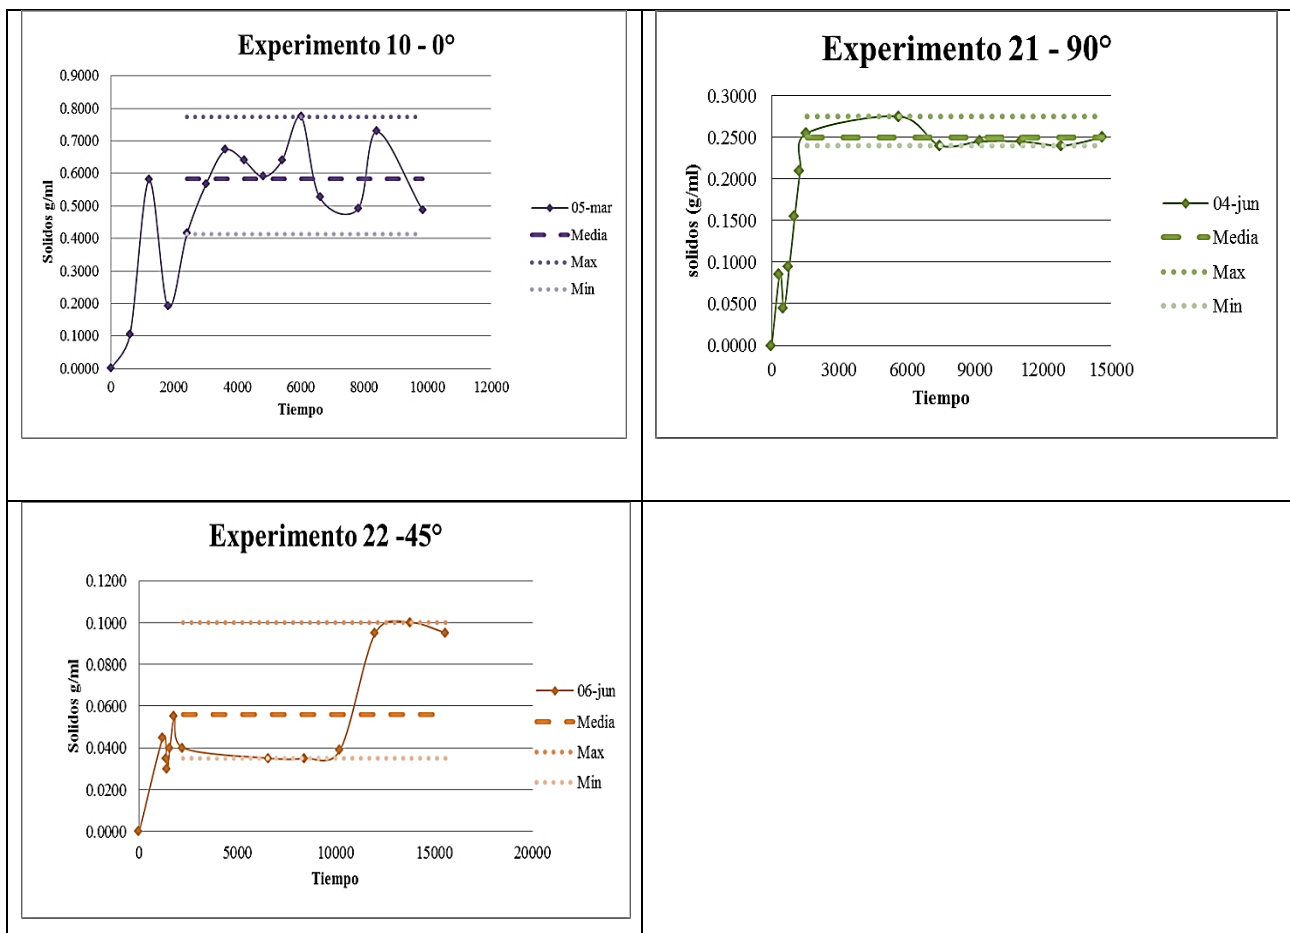 Experimento 10 - 0°
Solidos g/ml
0.9000
0.8000
0.7000
0.6000
0.5000
0.4000
0.3000
0.2000
0.1000
0.0000
0 2000 4000 6000 8000 10000 12000
Tiempo
05-mar
Media
Max
Min
Experimento 21 - 90°
solidos (g/ml)
0.3000
0.2500
0.2000
0.1500
0.1000
0.0500
0.0000
0 3000 6000 9000 12000 15000
Tiempo
04-jun
Media
Max
Min
Experimento 22 -45°
Solidos g/ml
0.1200
0.1000
0.0800
0.0600
0.0400
0.0200
0.0000
0 5000 10000 15000 20000
Tiempo
06-jun
Media
Max
Min